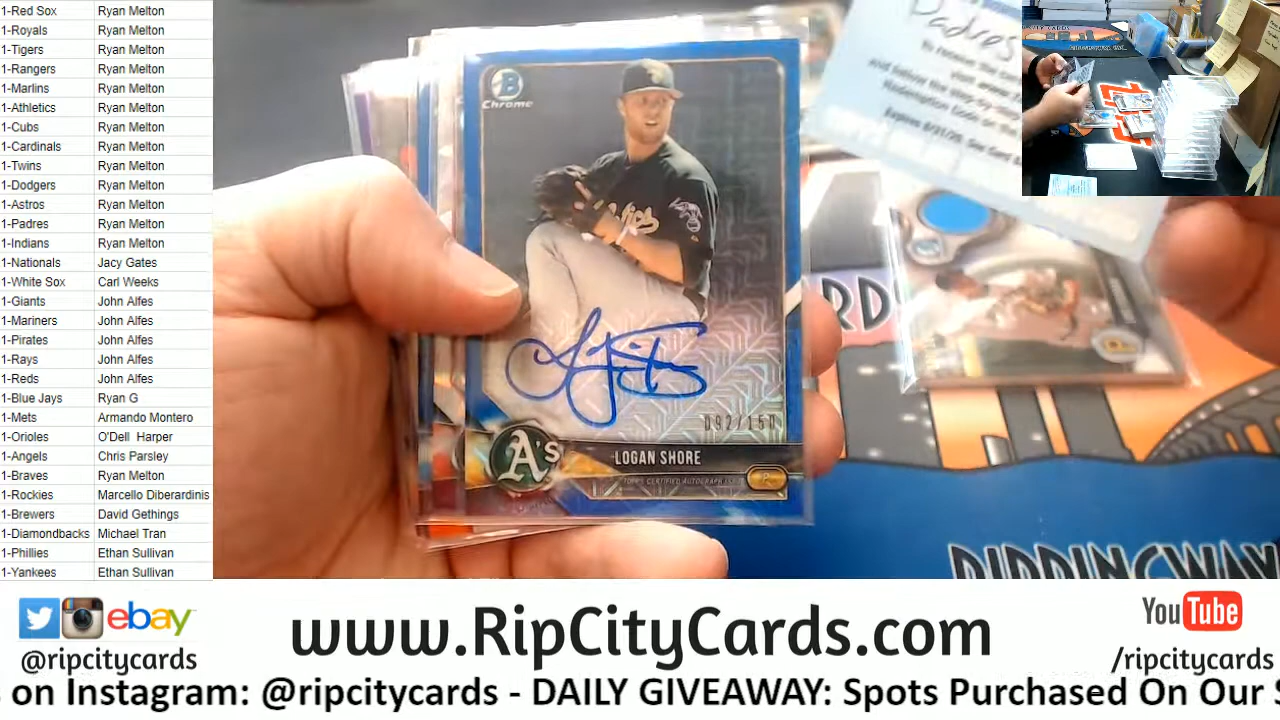 1-Red Sox Ryan Melton
1-Royals Ryan Melton
1-Tigers Ryan Melton
1-Rangers Ryan Melton
1-Marlins Ryan Melton
1-Athletics Ryan Melton
1-Cubs Ryan Melton
1-Cardinals Ryan Melton
1-Twins Ryan Melton
1-Dodgers Ryan Melton
1-Astros Ryan Melton
1-Padres Ryan Melton
1-Indians Ryan Melton
1-Nationals Jacy Gates
1-White Sox Carl Weeks
1-Giants John Alfes
1-Mariners John Alfes
1-Pirates John Alfes
1-Rays John Alfes
1-Reds John Alfes
1-Blue Jays Ryan G
1-Mets Armando Montero
1-Orioles O'Dell Harper
1-Angels Chris Parsley
1-Braves Ryan Melton
1-Rockies Marcello Diberardinis
1-Brewers David Gethings
1-Diamondbacks Michael Tran
1-Phillies Ethan Sullivan
1-Yankees Ethan Sullivan
B
Chrome
Padres
092/150
A's
LOGAN SHORE
TOPPS CERTIFIED AUTOGRAPH ISSUE
P
RD
RIPPINGWAY
ebay
@ripcitycards
www.RipCityCards.com
YouTube
/ripcitycards
s on Instagram: @ripcitycards - DAILY GIVEAWAY: Spots Purchased On Our S